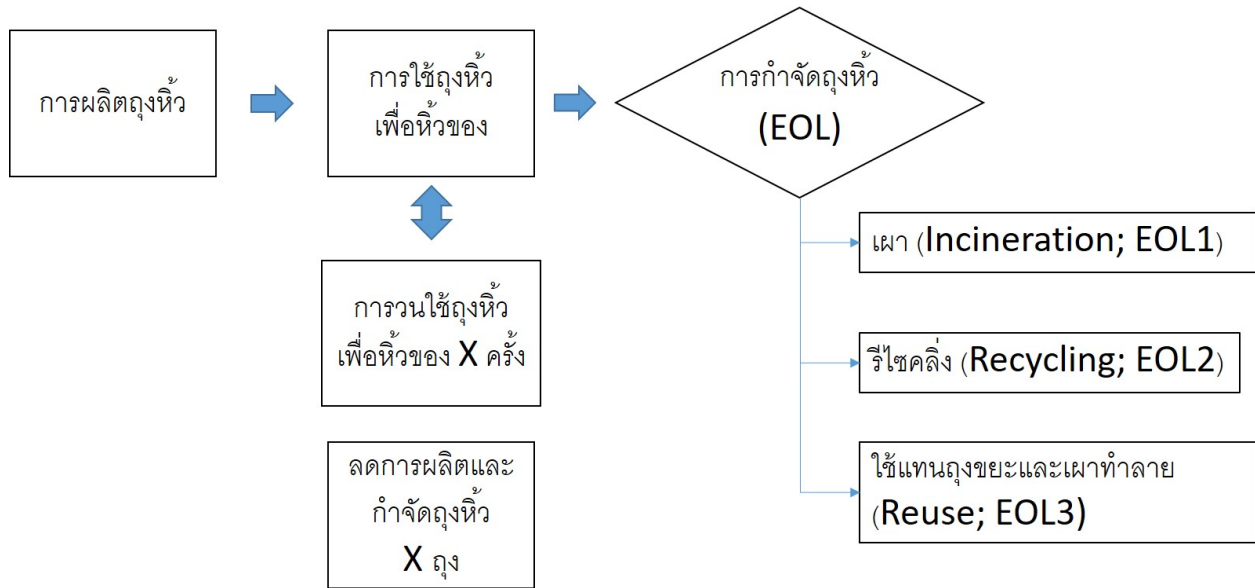 การผลิตถุงหิ้ว
การใช้ถุงหิ้ว
เพื่อหิ้วของ
การกำจัดถุงหิ้ว
(EOL)
การวนใช้ถุงหิ้ว
เพื่อหิ้วของ X ครั้ง
ลดการผลิตและ
กำจัดถุงหิ้ว
X ถุง
เผา (Incineration; EOL1)
รีไซคลิ่ง (Recycling; EOL2)
ใช้แทนถุงขยะและเผาทำลาย
(Reuse; EOL3)